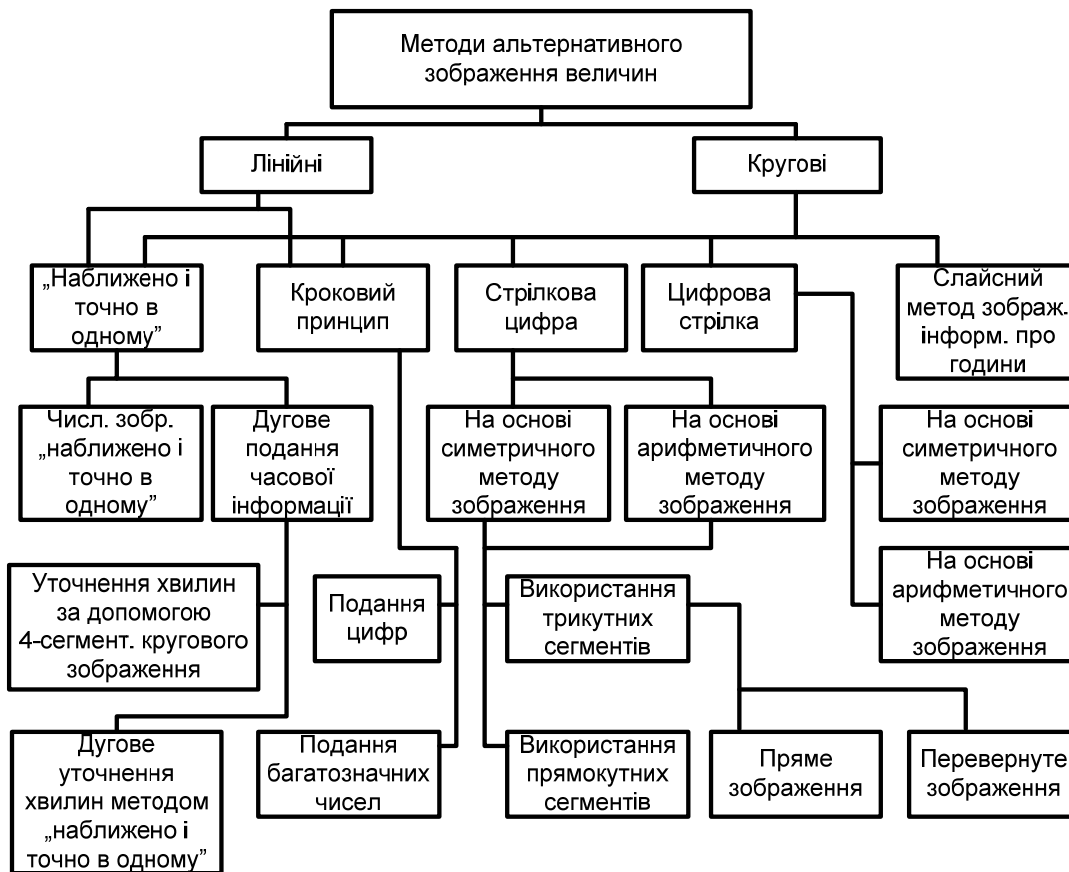 Методи альтернативного
зображення величин
Лінійні
Кругові
„Наближено і
точно в
одному”
Кроковий
принцип
Стрілкова
цифра
Цифрова
стрілка
Слайсний
метод зображ.
інформ. про
години
Числ. зобр.
„наближено і
точно в
одному”
Дугове
подання
часової
інформації
На основі
симетричного
методу
зображення
На основі
арифметичного
методу
зображення
На основі
симетричного
методу
зображення
Уточнення хвилин
за допомогою
4-сегмент. кругового
зображення
Подання
цифр
Використання
трикутних
сегментів
На основі
арифметичного
методу
зображення
Дугове
уточнення
хвилин методом
„наближено і
точно в одному”
Подання
багатозначних
чисел
Використання
прямокутних
сегментів
Пряме
зображення
Перевернуте
зображення